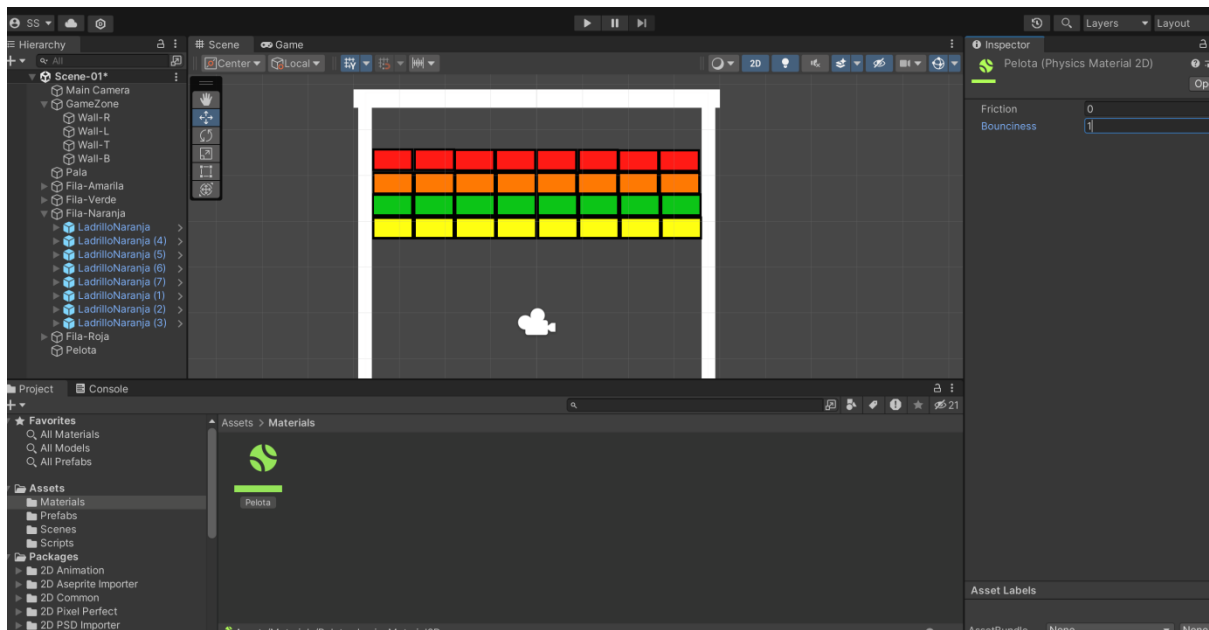 SS
Layers
Layout
Hierarchy
Scene
Game
Inspector
All
Center
Local
2D
Pelota (Physics Material 2D)
Op
Scene-01*
Main Camera
GameZone
Wall-R
Wall-L
Wall-T
Wall-B
Pala
Fila-Amarila
Fila-Verde
Fila-Naranja
LadrilloNaranja
LadrilloNaranja (4)
LadrilloNaranja (5)
LadrilloNaranja (6)
LadrilloNaranja (7)
LadrilloNaranja (1)
LadrilloNaranja (2)
LadrilloNaranja (3)
Fila-Roja
Pelota
Friction 0
Bounciness 1
Project
Console
21
Favorites
All Materials
All Models
All Prefabs
Assets
Materials
Prefabs
Scenes
Scripts
Packages
2D Animation
2D Aseprite Importer
2D Common
2D Pixel Perfect
2D PSD Importer
Assets > Materials
Pelota
Asset Labels
AssetBundle None None